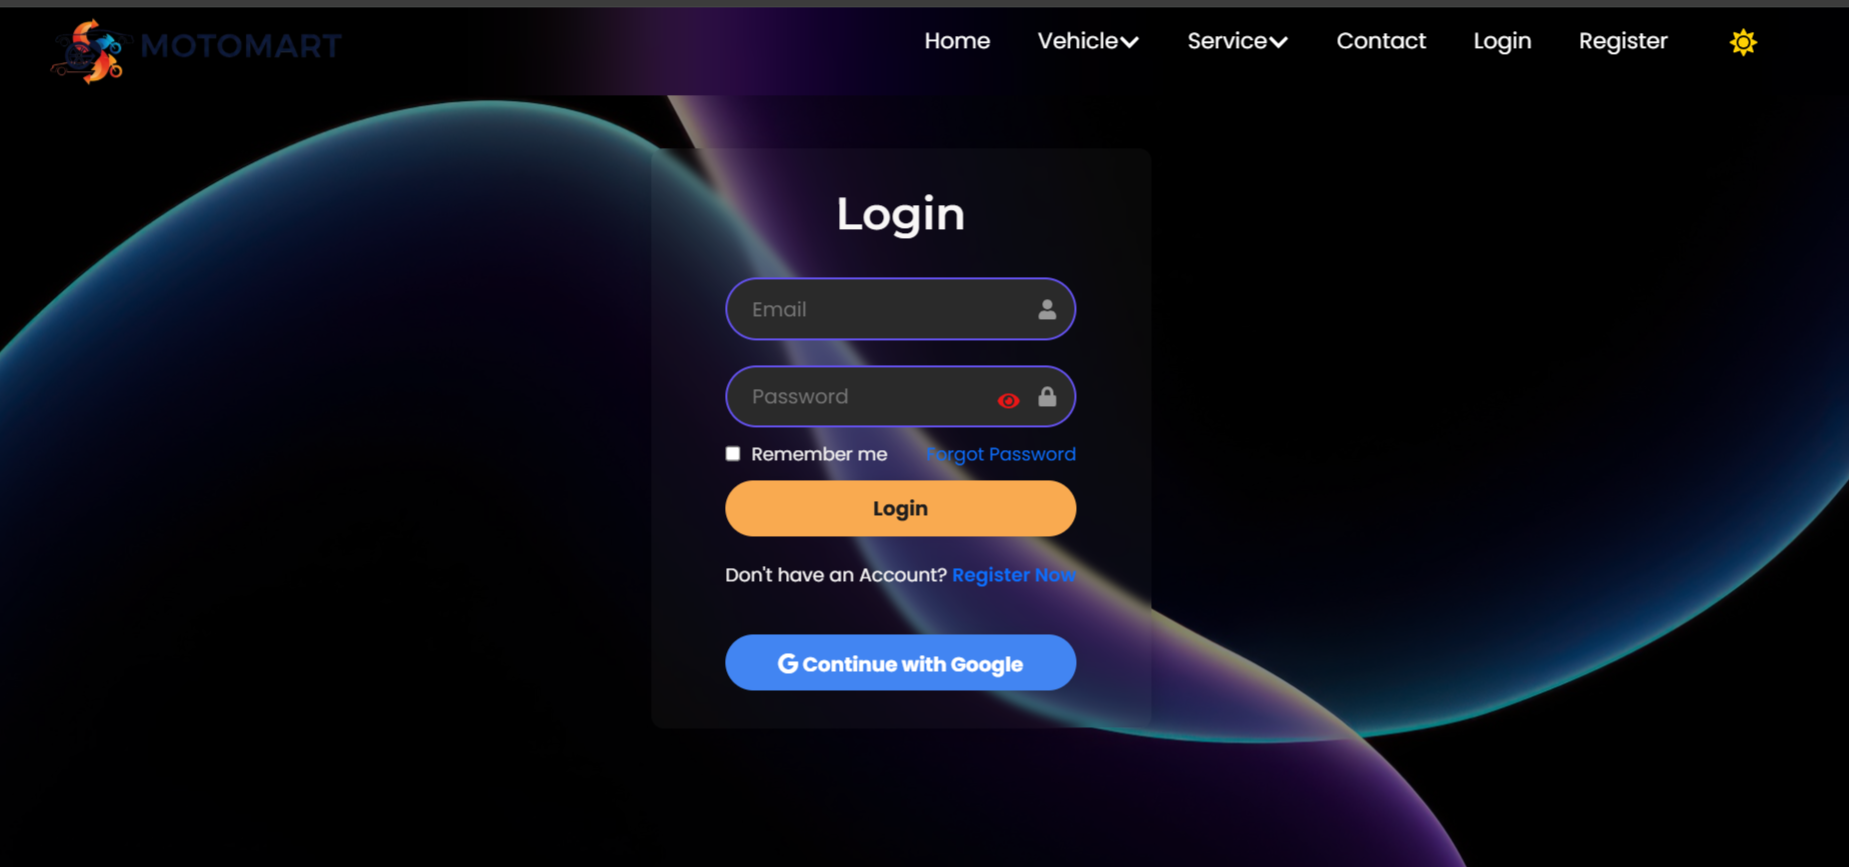 MOTOMART
Home Vehicle Service Contact Login Register
Login
Email
Password
Remember me Forgot Password
Login
Don't have an Account? Register Now
G Continue with Google